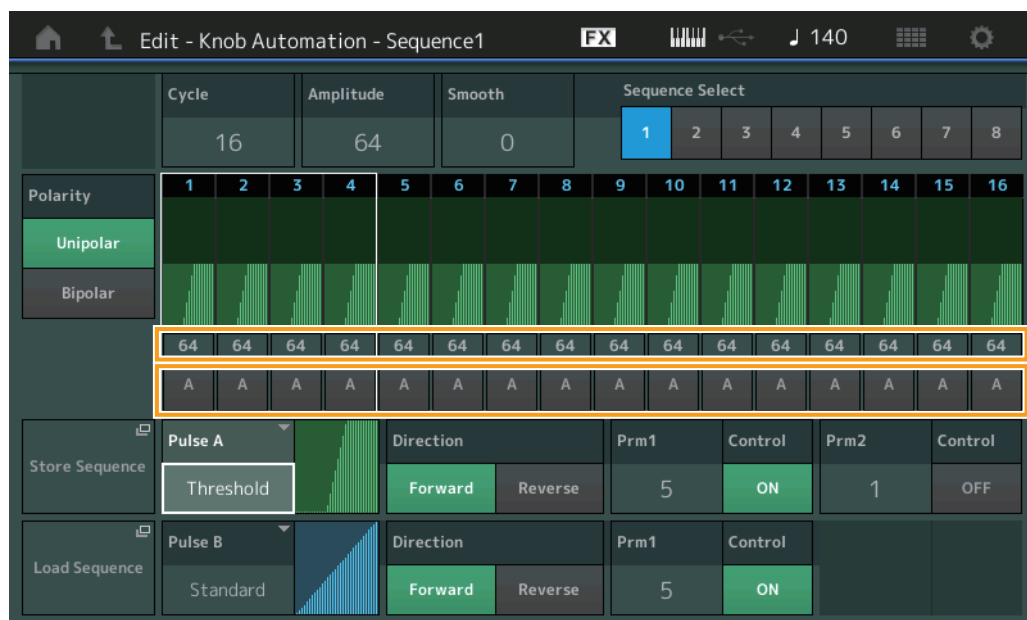 Edit - Knob Automation - Sequence1 FX 140
Cycle Amplitude Smooth Sequence Select
16 64 0 1 2 3 4 5 6 7 8
Polarity 1 2 3 4 5 6 7 8 9 10 11 12 13 14 15 16
Unipolar
Bipolar
64 64 64 64 64 64 64 64 64 64 64 64 64 64 64 64
A A A A A A A A A A A A A A A A
Store Sequence Pulse A Direction Prm1 Control Prm2 Control
Threshold Forward Reverse 5 ON 1 OFF
Load Sequence Pulse B Direction Prm1 Control
Standard Forward Reverse 5 ON